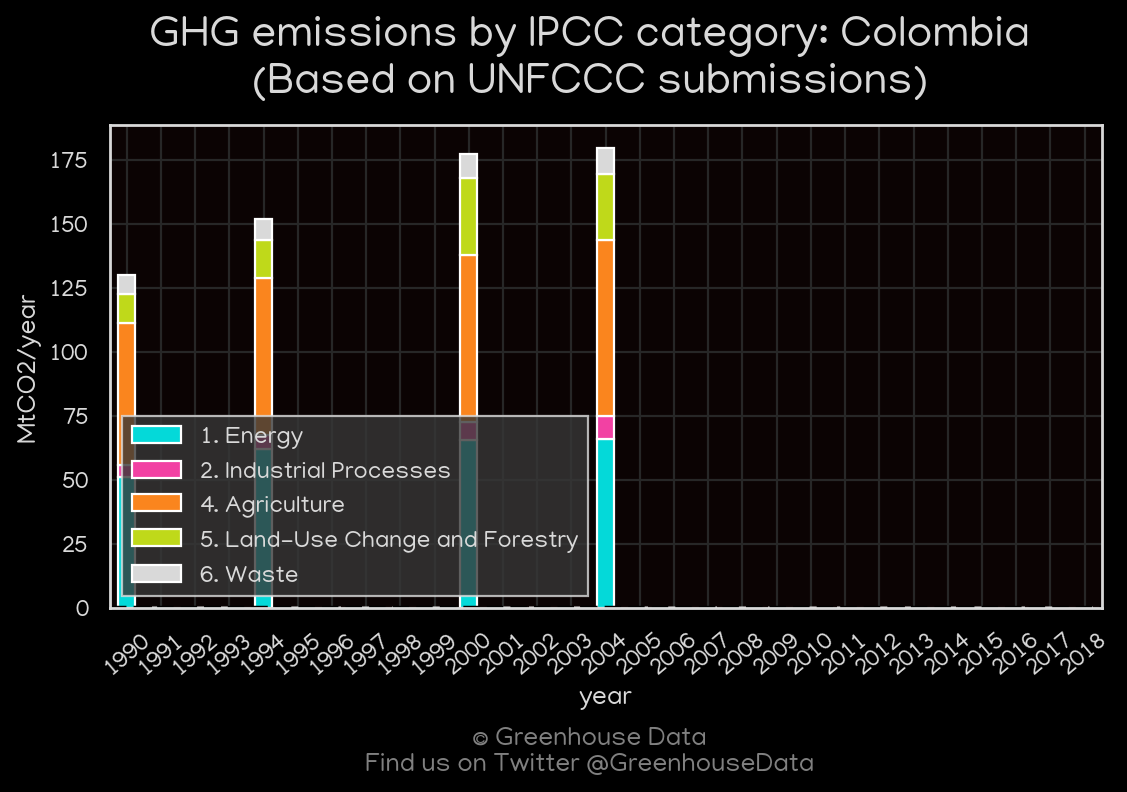 GHG emissions by IPCC category: Colombia
(Based on UNFCCC submissions)
MtCO2/year
175
150
125
100
75
50
25
0
1. Energy
2. Industrial Processes
4. Agriculture
5. Land-Use Change and Forestry
6. Waste
1990 1991 1992 1993 1994 1995 1996 1997 1998 1999 2000 2001 2002 2003 2004 2005 2006 2007 2008 2009 2010 2011 2012 2013 2014 2015 2016 2017 2018
year
© Greenhouse Data
Find us on Twitter @GreenhouseData